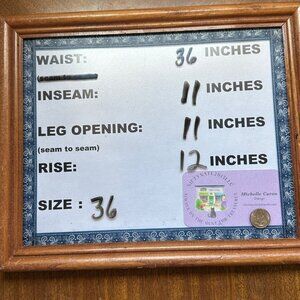 WAIST: 36 INCHES
INSEAM: 11 INCHES
LEG OPENING: 11 INCHES
(seam to seam)
RISE: 12 INCHES
SIZE : 36
Michelle Caron